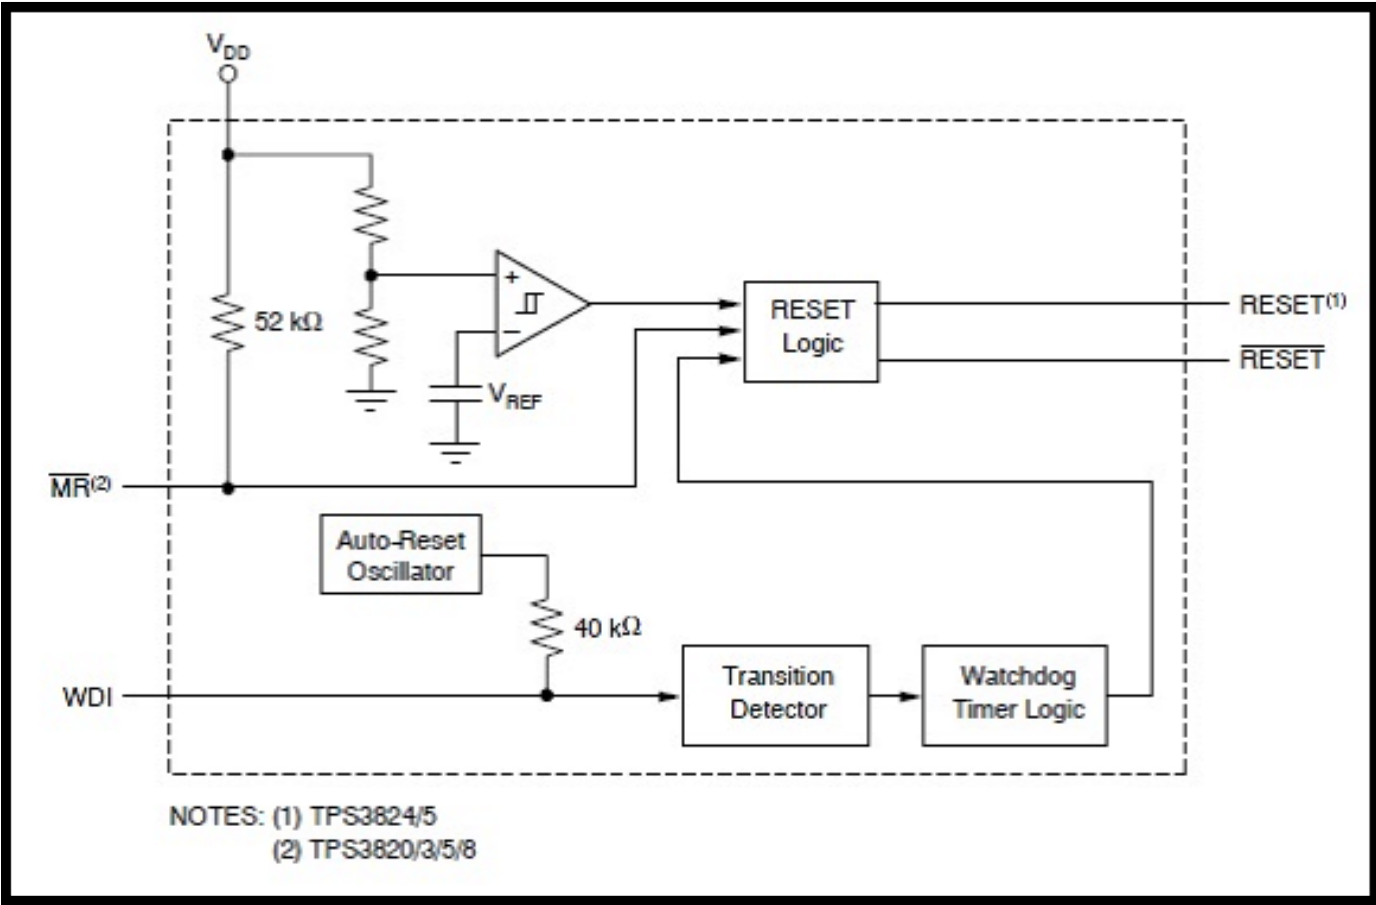 VDD
52 kΩ
+
−
VREF
RESET
Logic
RESET(1)
RESET
MR(2)
Auto-Reset
Oscillator
40 kΩ
WDI
Transition
Detector
Watchdog
Timer Logic
NOTES: (1) TPS3824/5
(2) TPS3820/3/5/8